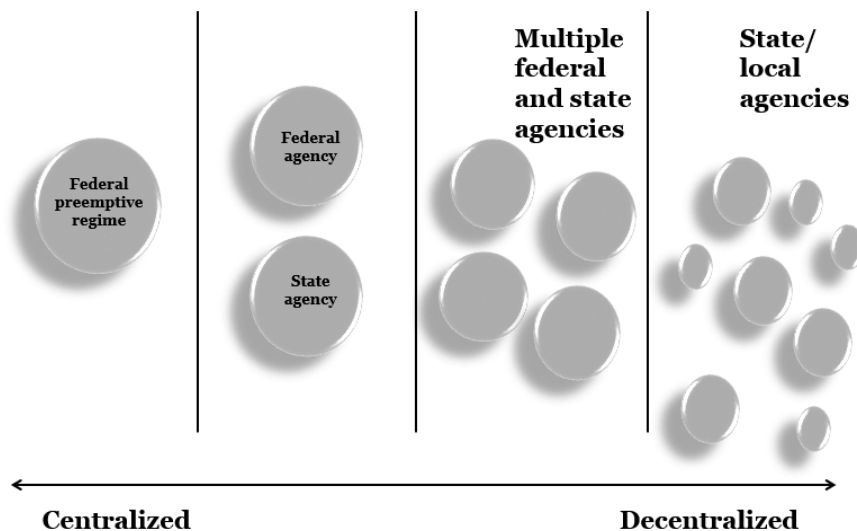 Federal
preemptive
regime
Federal
agency
State
agency
Multiple
federal
and state
agencies
State/
local
agencies
Centralized
Decentralized